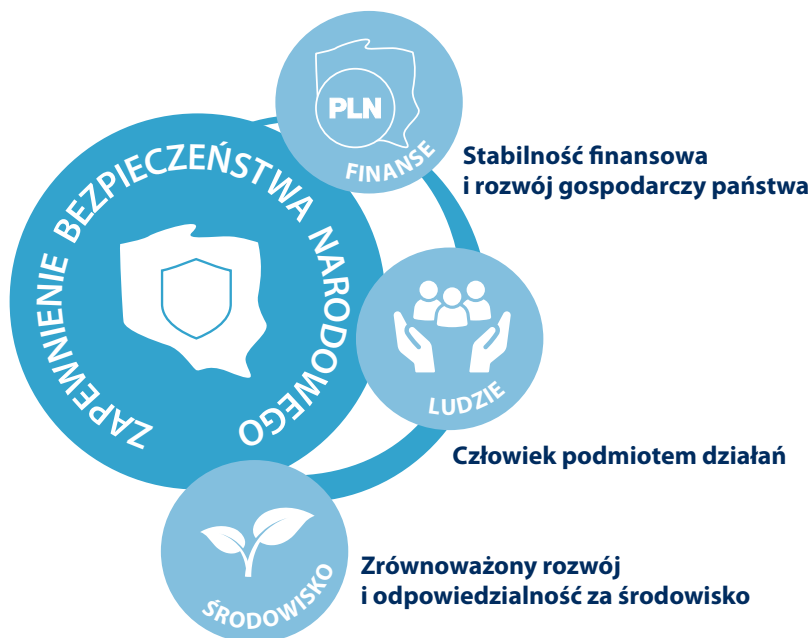 ZAPEWNIENIE BEZPIECZEŃSTWA NARODOWEGO
PLN
FINANSE
Stabilność finansowa
i rozwój gospodarczy państwa
LUDZIE
Człowiek podmiotem działań
ŚRODOWISKO
Zrównoważony rozwój
i odpowiedzialność za środowisko